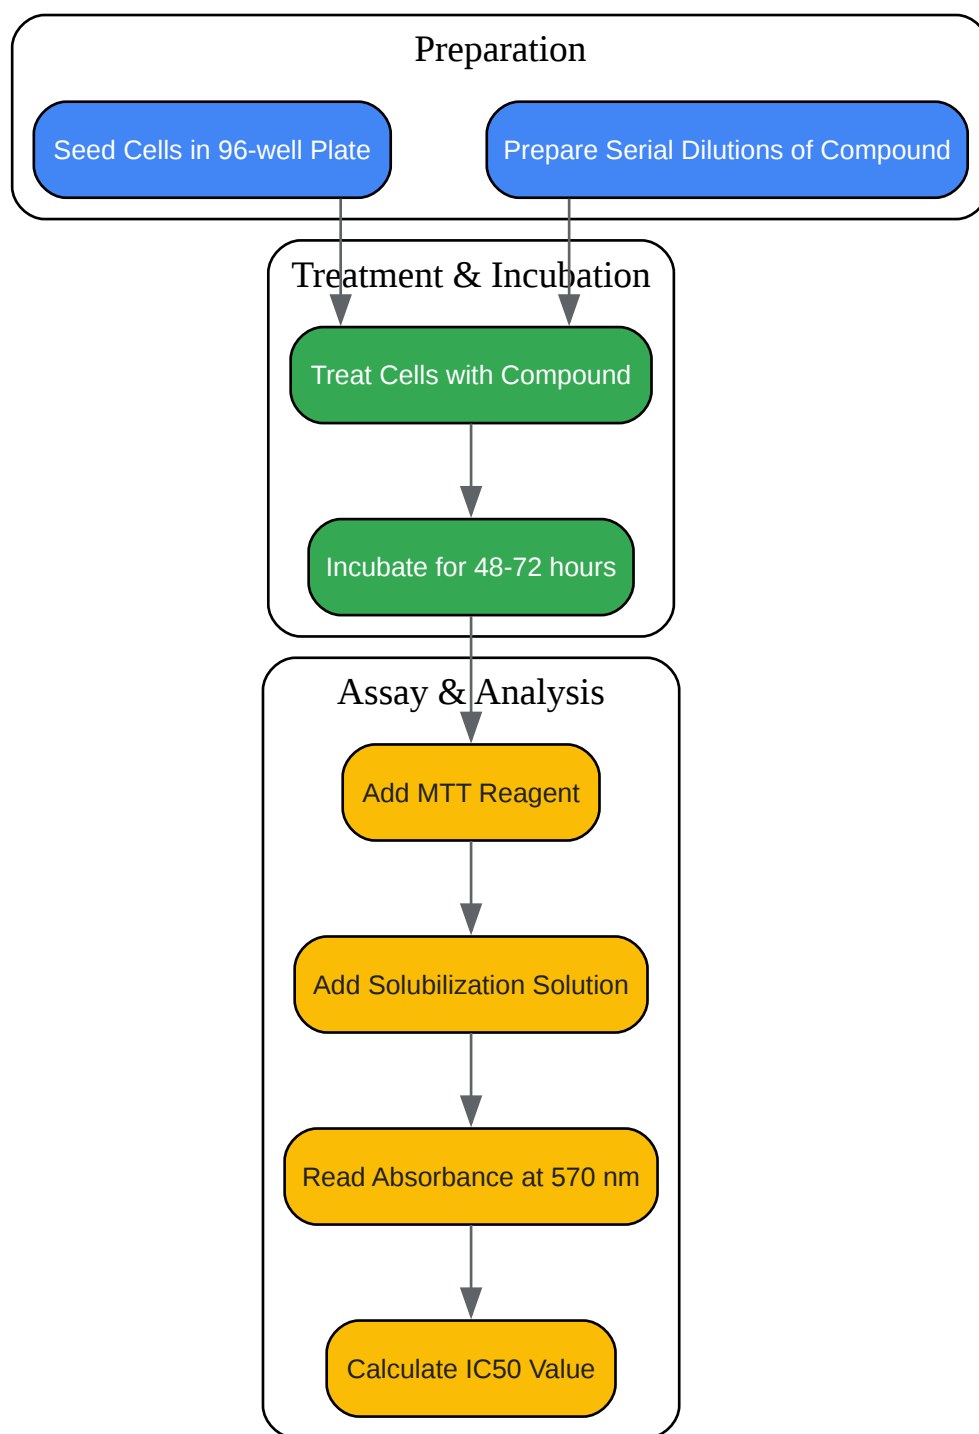 Preparation
Seed Cells in 96-well Plate
Prepare Serial Dilutions of Compound
Treatment & Incubation
Treat Cells with Compound
Incubate for 48-72 hours
Assay & Analysis
Add MTT Reagent
Add Solubilization Solution
Read Absorbance at 570 nm
Calculate IC50 Value